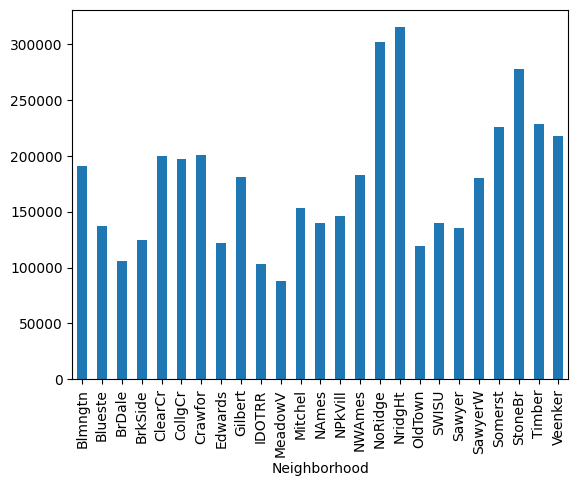 300000
250000
200000
150000
100000
50000
0
Blmngtn
Blueste
BrDale
BrkSide
ClearCr
CollgCr
Crawfor
Edwards
Gilbert
IDOTRR
MeadowV
Mitchel
NAmes
NPkVill
NWAmes
NoRidge
NridgHt
OldTown
SWISU
Sawyer
SawyerW
Somerst
StoneBr
Timber
Veenker
Neighborhood